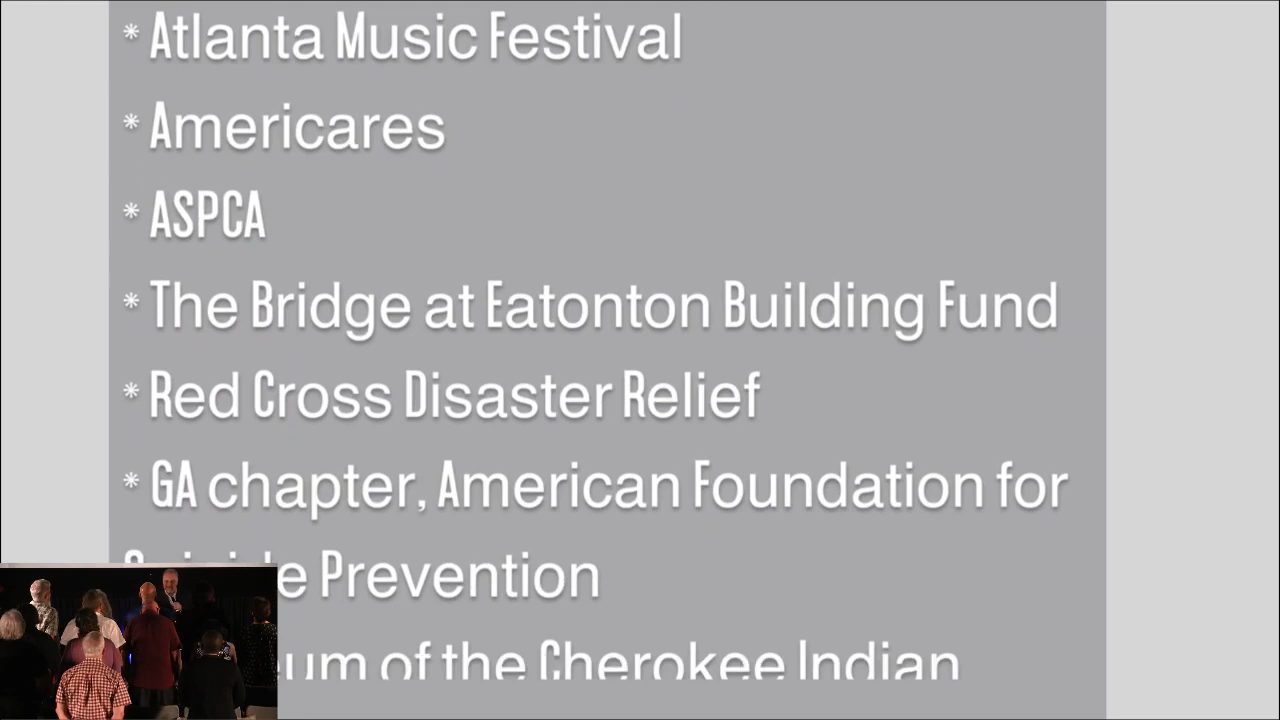 * Atlanta Music Festival
* Americares
* ASPCA
* The Bridge at Eatonton Building Fund
* Red Cross Disaster Relief
* GA chapter, American Foundation for
Prevention
of the Cherokee Indian